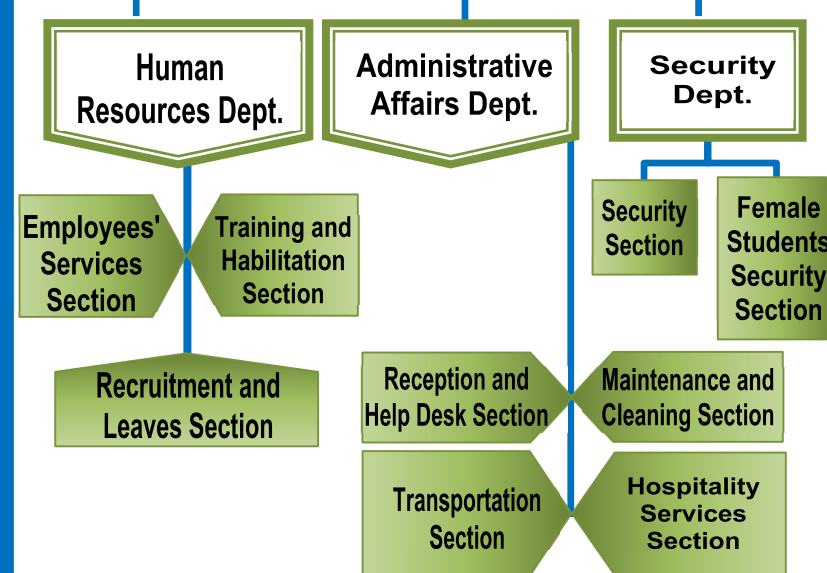 Human
Resources Dept.
Administrative
Affairs Dept.
Security
Dept.
Employees'
Services
Section
Training and
Habilitation
Section
Security
Section
Female
Students
Security
Section
Recruitment and
Leaves Section
Reception and
Help Desk Section
Maintenance and
Cleaning Section
Transportation
Section
Hospitality
Services
Section